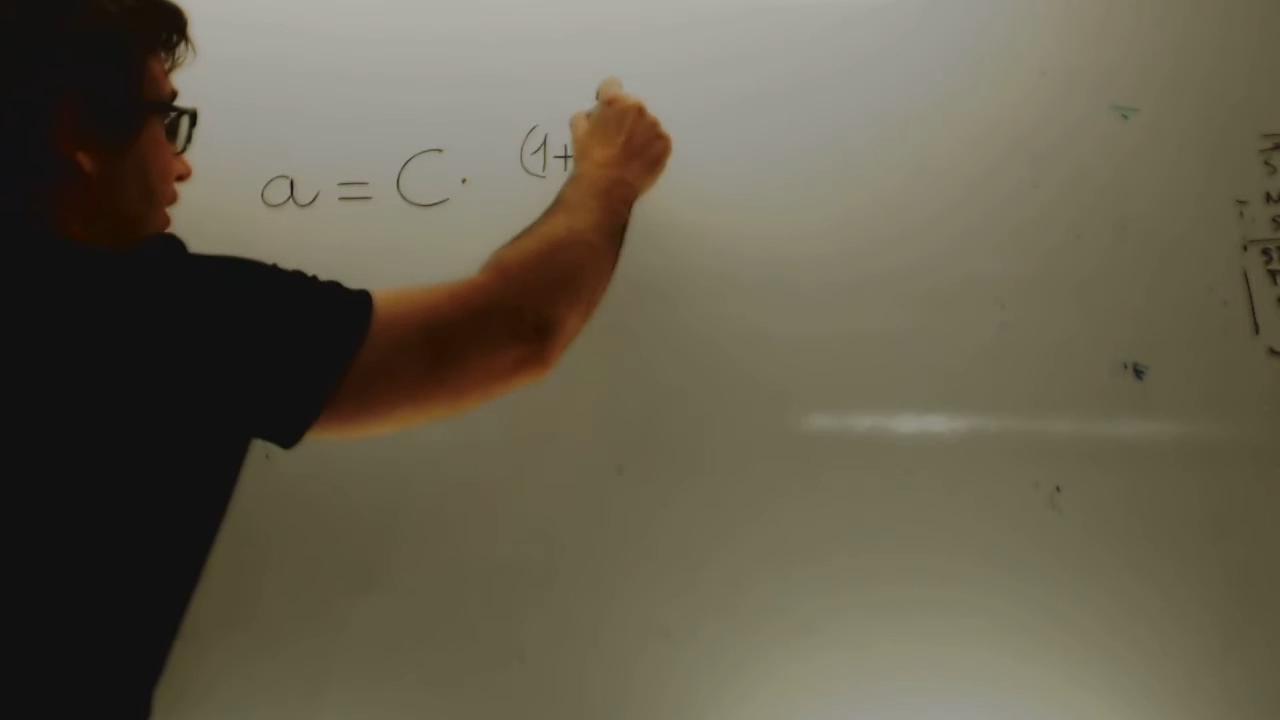 a = C · (1+